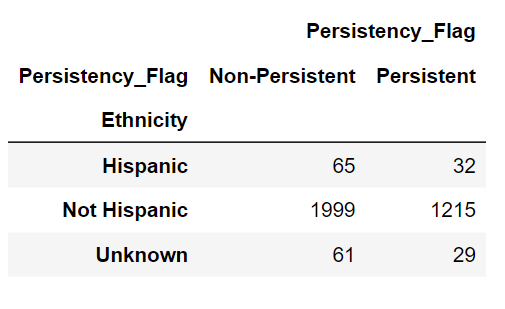 Persistency_Flag
Persistency_Flag Non-Persistent Persistent
Ethnicity
Hispanic 65 32
Not Hispanic 1999 1215
Unknown 61 29